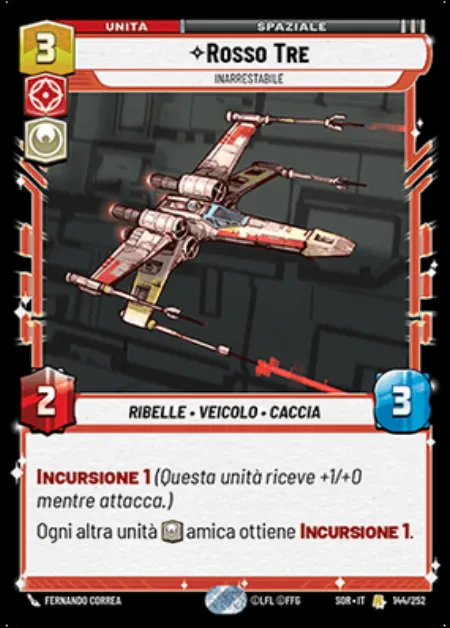 3
UNITÀ
SPAZIALE
ROSSO TRE
INARRESTABILE
2
RIBELLE • VEICOLO • CACCIA
3
INCURSIONE 1 (Questa unità riceve +1/+0
mentre attacca.)
Ogni altra unità amica ottiene INCURSIONE 1.
FERNANDO CORREA
©LFL ©FFG
SOR • IT
R
144/252